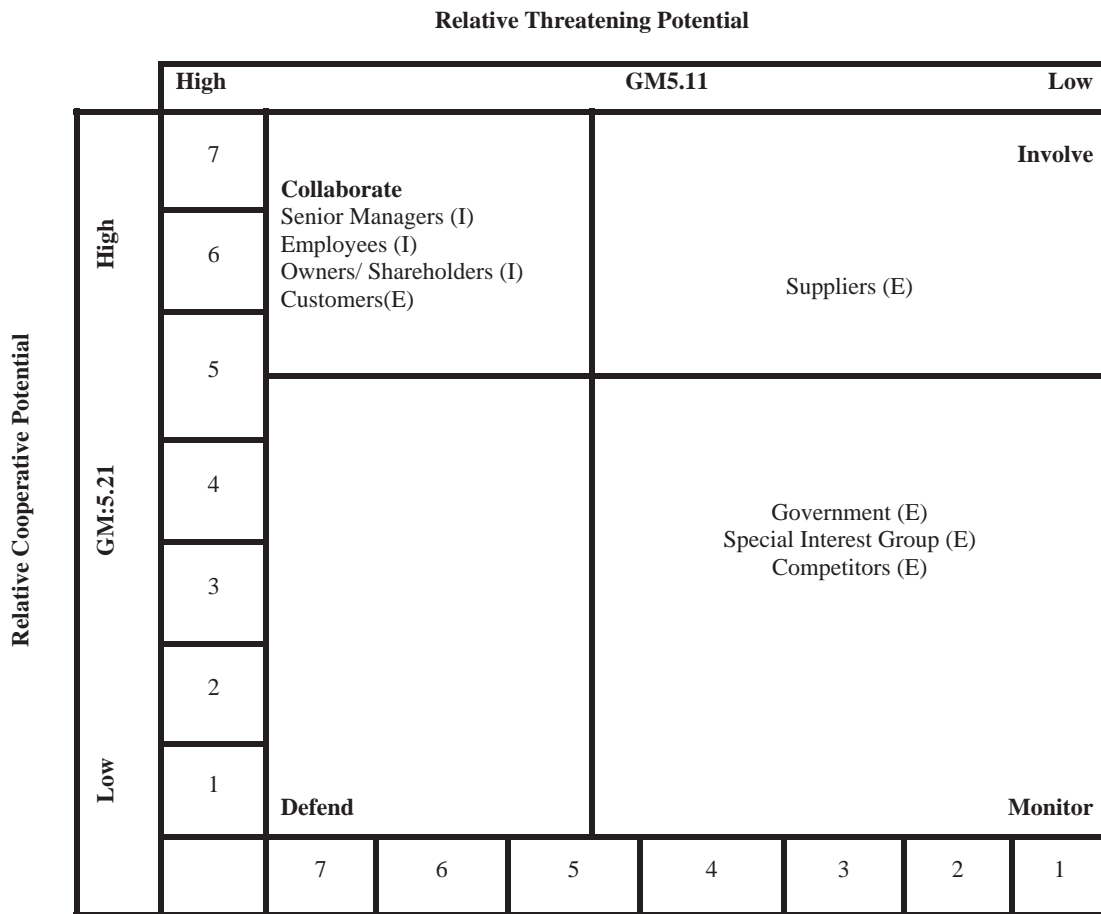 Relative Threatening Potential
High GM5.11 Low
Relative Cooperative Potential
High
GM:5.21
Low
7
6
5
4
3
2
1
Collaborate
Senior Managers (I)
Employees (I)
Owners/ Shareholders (I)
Customers(E)
Involve
Suppliers (E)
Defend
Government (E)
Special Interest Group (E)
Competitors (E)
Monitor
7 6 5 4 3 2 1